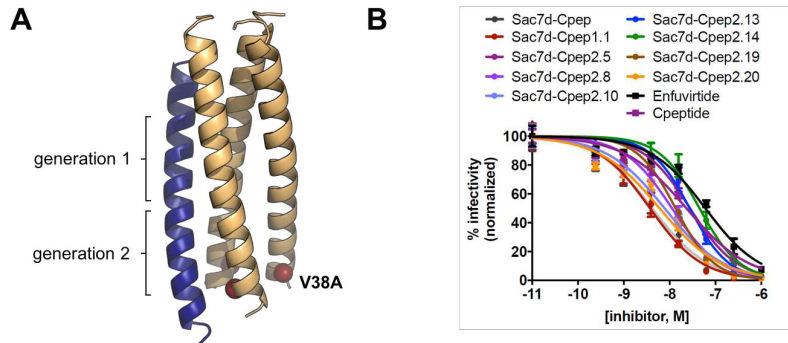 A
generation 1
generation 2
V38A
B
Sac7d-Cpep
Sac7d-Cpep1.1
Sac7d-Cpep2.5
Sac7d-Cpep2.8
Sac7d-Cpep2.10
Sac7d-Cpep2.13
Sac7d-Cpep2.14
Sac7d-Cpep2.19
Sac7d-Cpep2.20
Enfuvirtide
Cpeptide
% infectivity
(normalized)
100
80
60
40
20
0
-11 -10 -9 -8 -7 -6
[inhibitor, M]